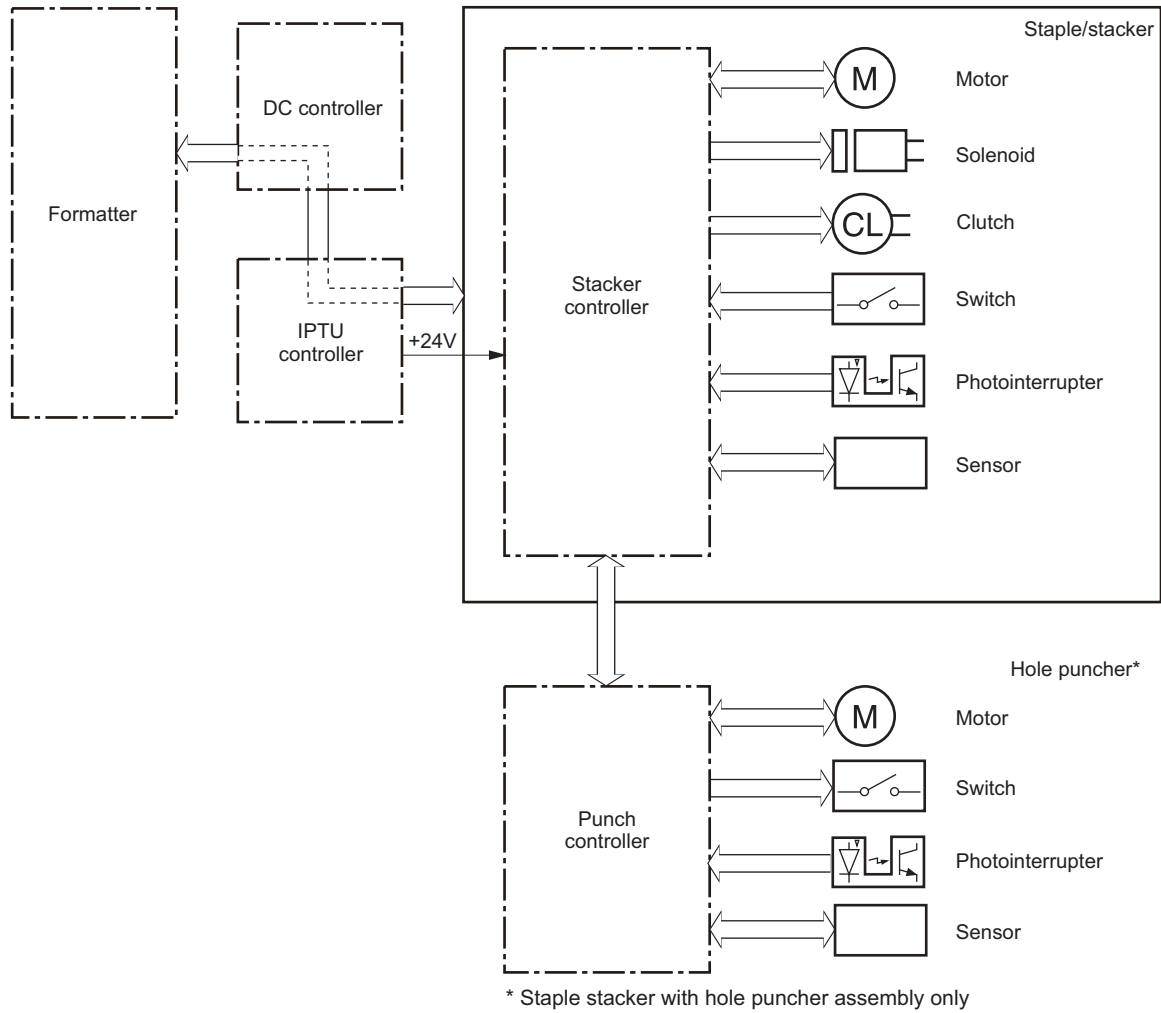 Staple/stacker
DC controller
Formatter
IPTU
controller
+24V
Stacker
controller
M
Motor
Solenoid
CL
Clutch
Switch
Photointerrupter
Sensor
Hole puncher*
Punch
controller
M
Motor
Switch
Photointerrupter
Sensor
* Staple stacker with hole puncher assembly only